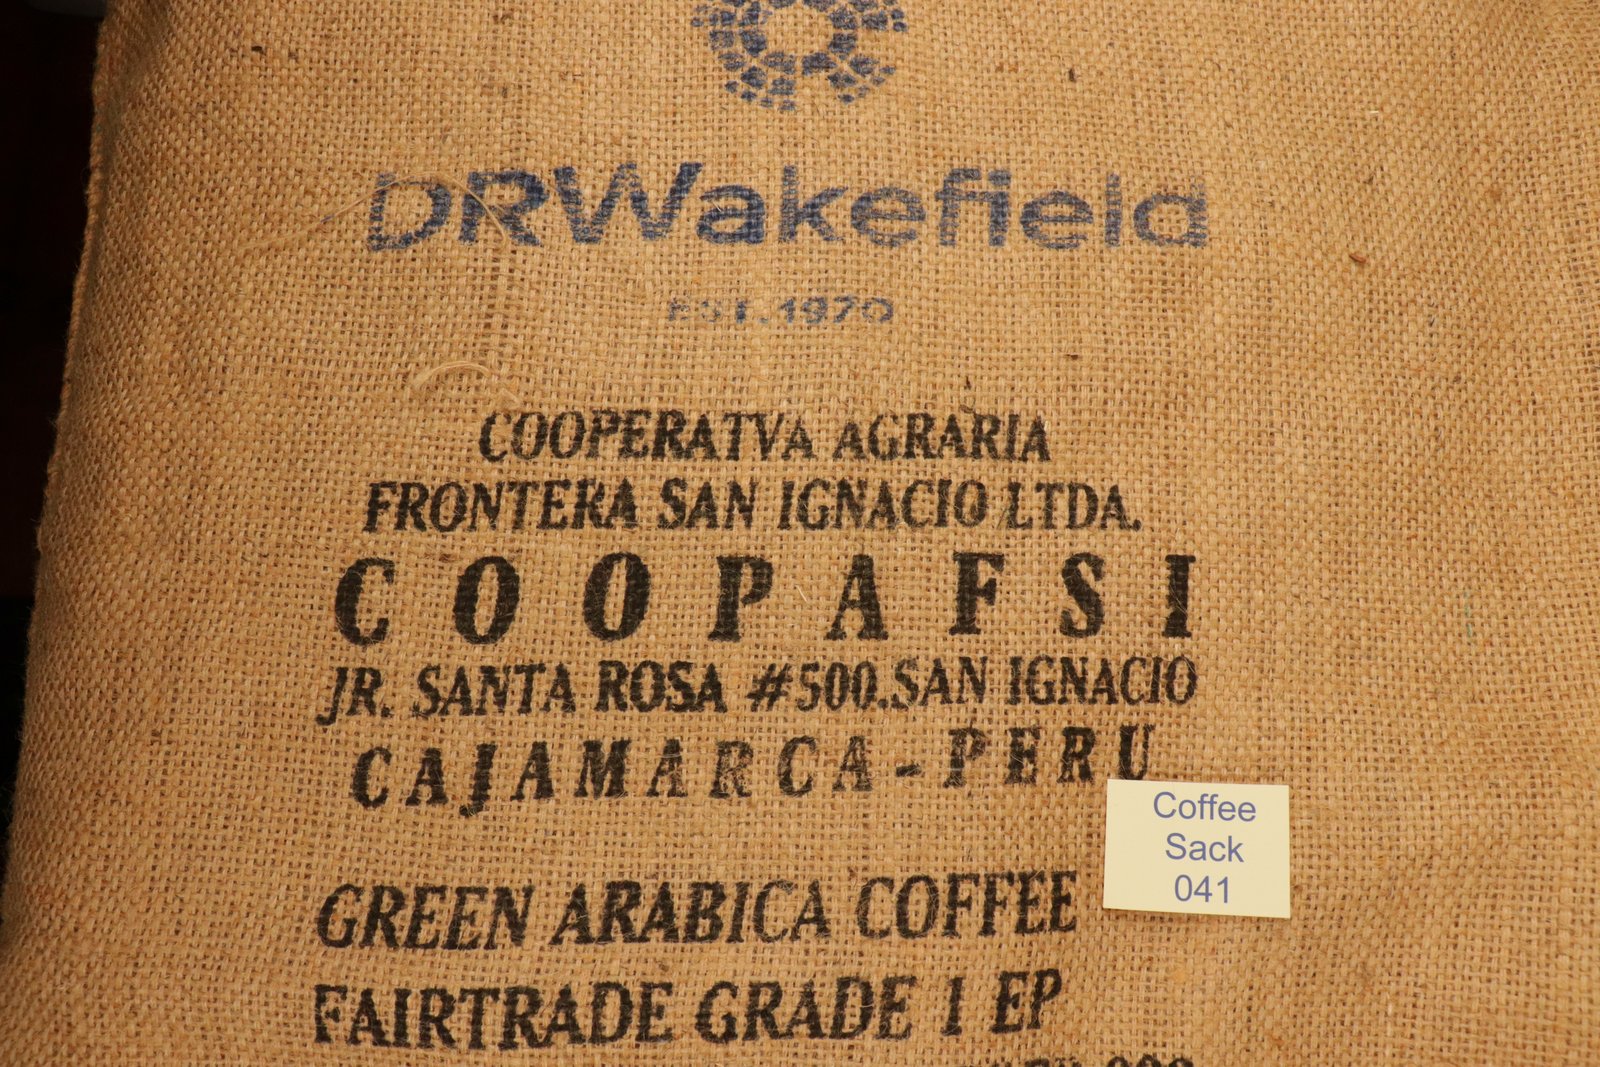 DRWakefield
EST.1970
COOPERATVA AGRARIA
FRONTERA SAN IGNACIO LTDA.
COOPAFSI
JR. SANTA ROSA #500.SAN IGNACIO
CAJAMARCA-PERU
Coffee
Sack
041
GREEN ARABICA COFFEE
FAIRTRADE GRADE 1 EP